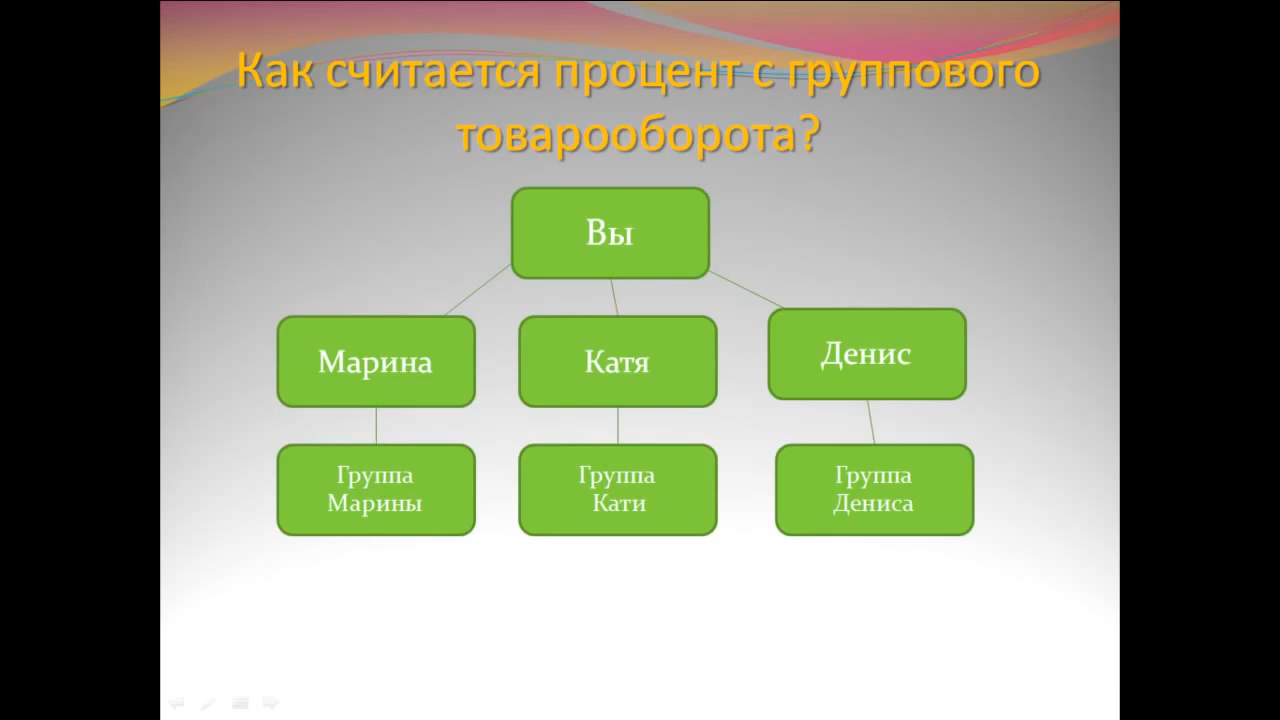 Как считается процент с группового
товарооборота?
Вы
Марина
Катя
Денис
Группа
Марины
Группа
Кати
Группа
Дениса